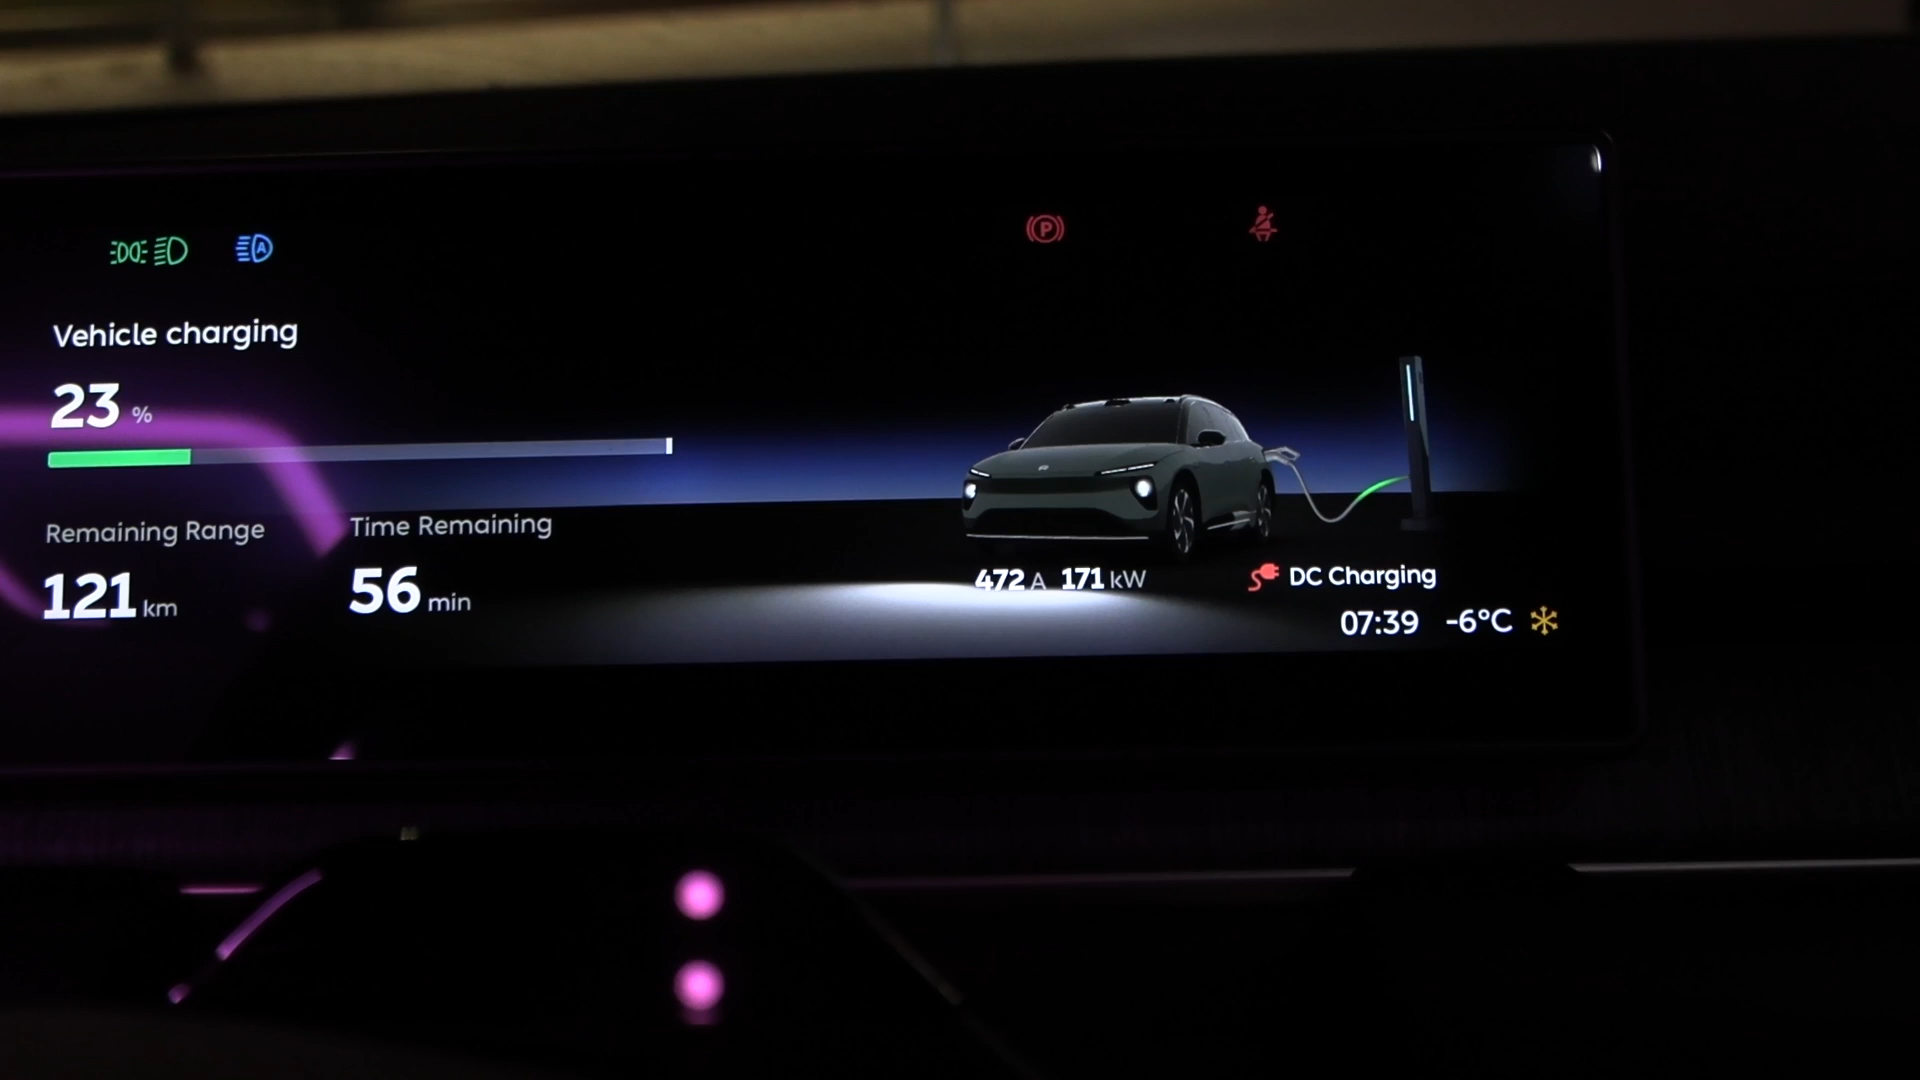 Vehicle charging
23 %
Remaining Range
121 km
Time Remaining
56 min
472 A 171 kW
DC Charging
07:39 -6°C